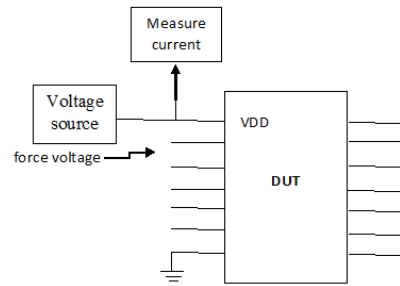 Measure
current
Voltage
source
VDD
force voltage
DUT